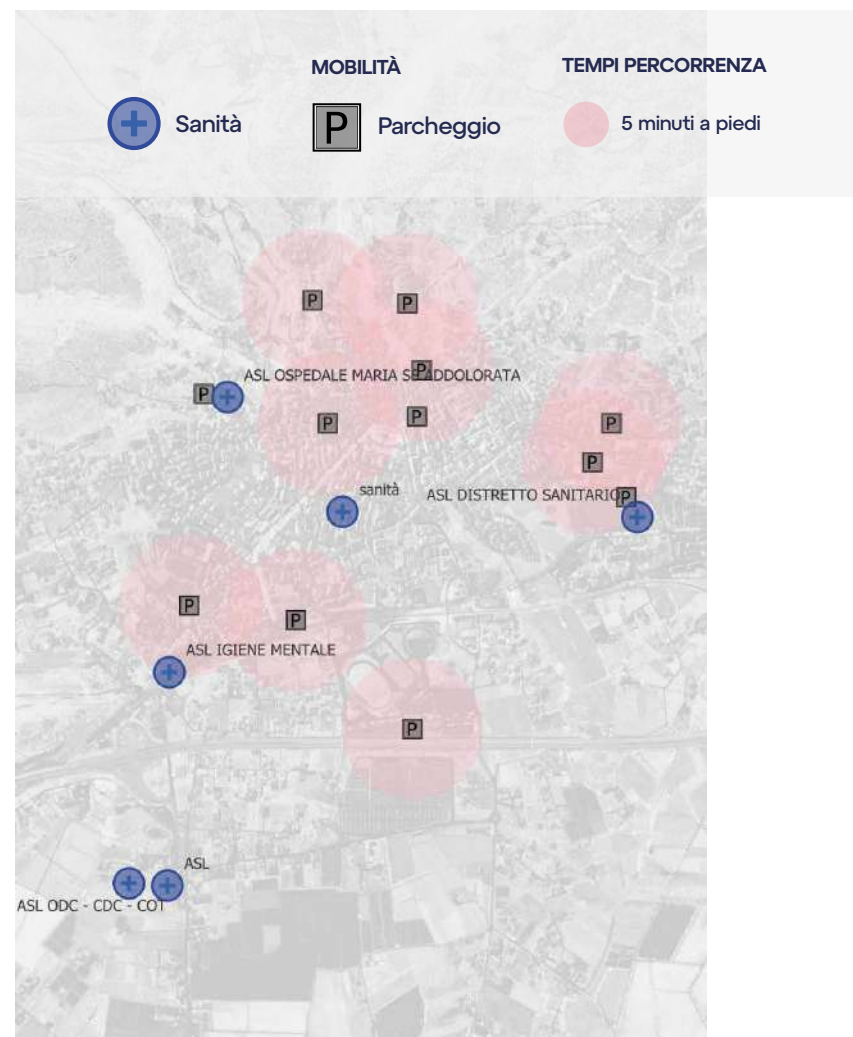 MOBILITÀ
TEMPI PERCORRENZA
Sanità
P
Parcheggio
5 minuti a piedi
P
P
P
ASL OSPEDALE MARIA SS ADDOLORATA
P
P
P
P
P
sanità
ASL DISTRETTO SANITARIO
P
P
P
ASL IGIENE MENTALE
P
ASL
ASL ODC - CDC - COT